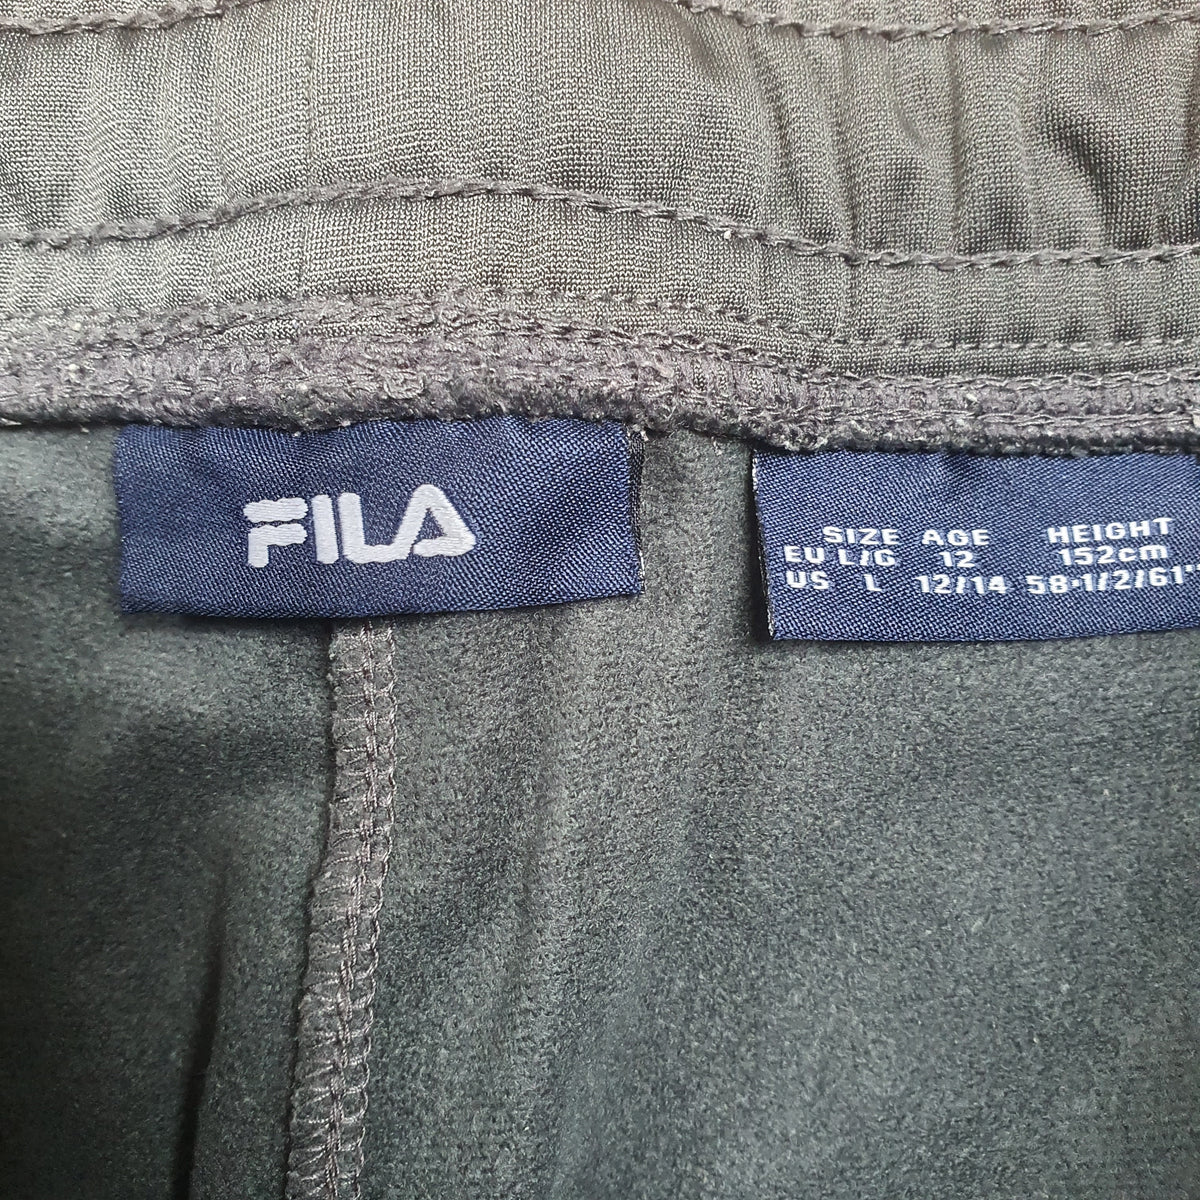 FILA
SIZE AGE HEIGHT
EU L/G 12 152cm
US L 12/14 58·1/2/61"